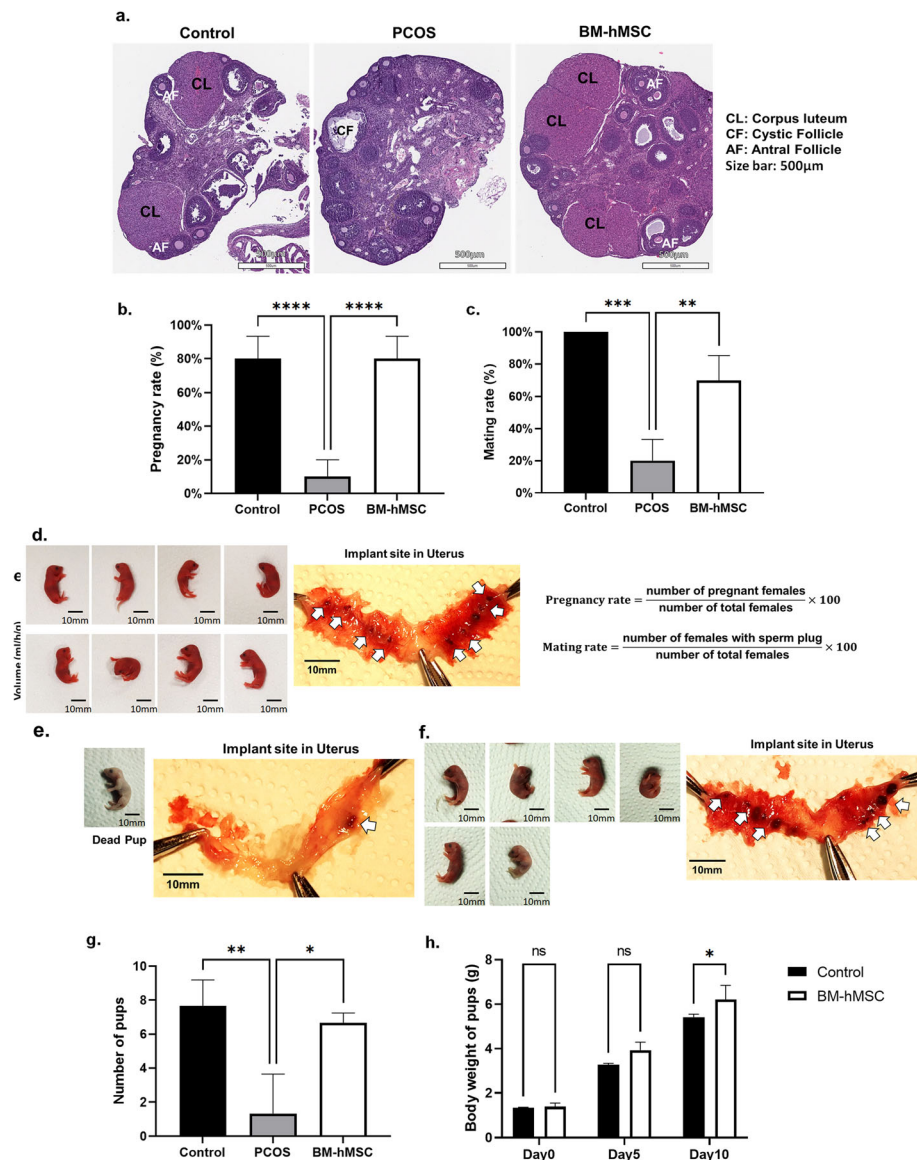 a.
Control
PCOS
BM-hMSC
CL
AF
CL
AF
500μm
CF
500μm
AF
CL
CL
CL
AF
500μm
CL: Corpus luteum
CF: Cystic Follicle
AF: Antral Follicle
Size bar: 500μm
b.
**** ****
Pregnancy rate (%)
100%
80%
60%
40%
20%
0%
Control PCOS BM-hMSC
c.
*** **
Mating rate (%)
100%
80%
60%
40%
20%
0%
Control PCOS BM-hMSC
d.
e
Volume (ml/h/g)
10mm 10mm 10mm 10mm
10mm 10mm 10mm 10mm
Implant site in Uterus
10mm
Pregnancy rate = number of pregnant females / number of total females × 100
Mating rate = number of females with sperm plug / number of total females × 100
e.
10mm
Dead Pup
Implant site in Uterus
10mm
f.
10mm 10mm 10mm 10mm
10mm 10mm
Implant site in Uterus
10mm
g.
** *
Number of pups
10
8
6
4
2
0
Control PCOS BM-hMSC
h.
ns ns *
Body weight of pups (g)
8
6
4
2
0
Day0 Day5 Day10
Control
BM-hMSC